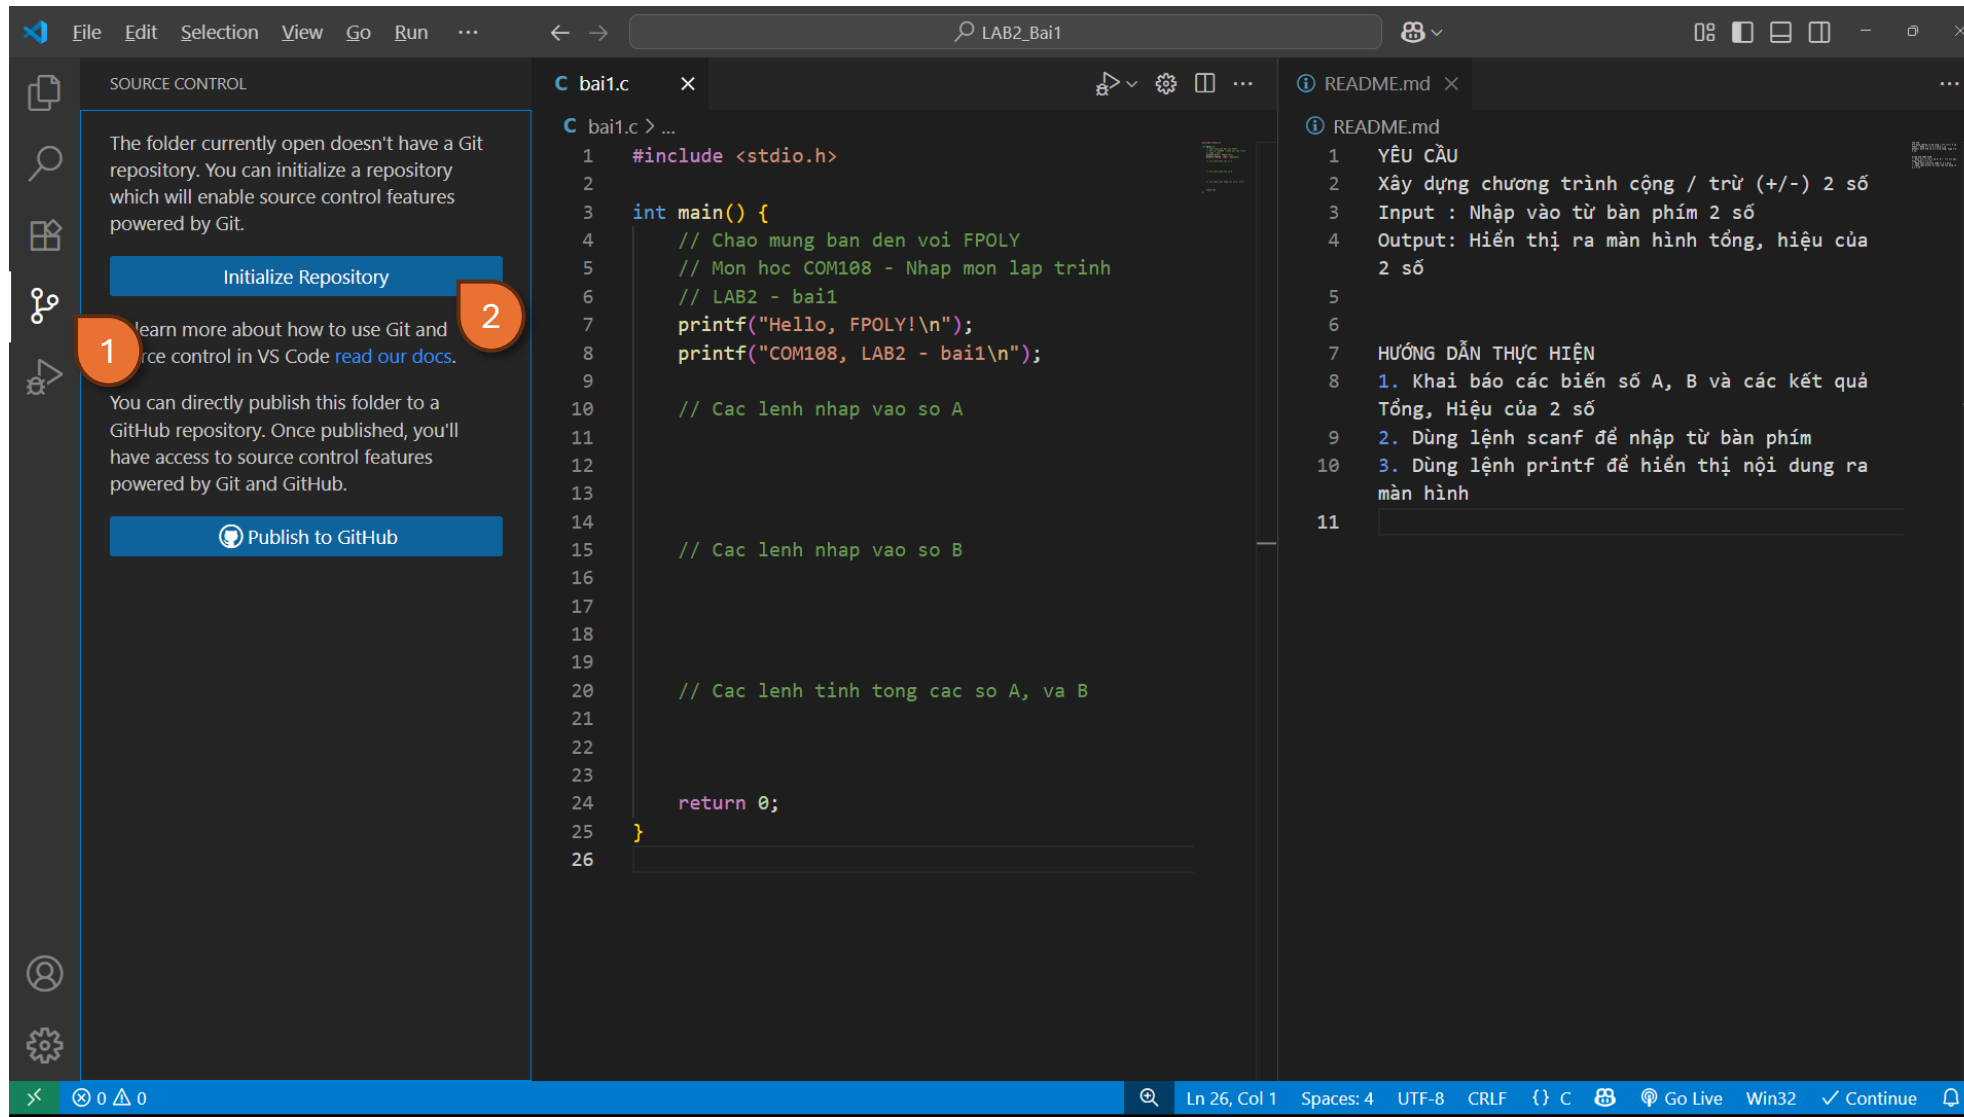 File Edit Selection View Go Run ...
LAB2_Bai1
SOURCE CONTROL
The folder currently open doesn't have a Git
repository. You can initialize a repository
which will enable source control features
powered by Git.
Initialize Repository
2
learn more about how to use Git and
1
rce control in VS Code read our docs.
You can directly publish this folder to a
GitHub repository. Once published, you'll
have access to source control features
powered by Git and GitHub.
Publish to GitHub
C bai1.c
C bai1.c > ...
1 #include <stdio.h>
2
3 int main() {
4 // Chao mung ban den voi FPOLY
5 // Mon hoc COM108 - Nhap mon lap trinh
6 // LAB2 - bai1
7 printf("Hello, FPOLY!\n");
8 printf("COM108, LAB2 - bai1\n");
9
10 // Cac lenh nhap vao so A
11
12
13
14
15 // Cac lenh nhap vao so B
16
17
18
19
20 // Cac lenh tinh tong cac so A, va B
21
22
23
24 return 0;
25 }
26
README.md
README.md
1 YÊU CẦU
2 Xây dựng chương trình cộng / trừ (+/-) 2 số
3 Input : Nhập vào từ bàn phím 2 số
4 Output: Hiển thị ra màn hình tổng, hiệu của
2 số
5
6
7 HƯỚNG DẪN THỰC HIỆN
8 1. Khai báo các biến số A, B và các kết quả
Tổng, Hiệu của 2 số
9 2. Dùng lệnh scanf để nhập từ bàn phím
10 3. Dùng lệnh printf để hiển thị nội dung ra
màn hình
11
0 0
Ln 26, Col 1 Spaces: 4 UTF-8 CRLF {} C Go Live Win32 Continue